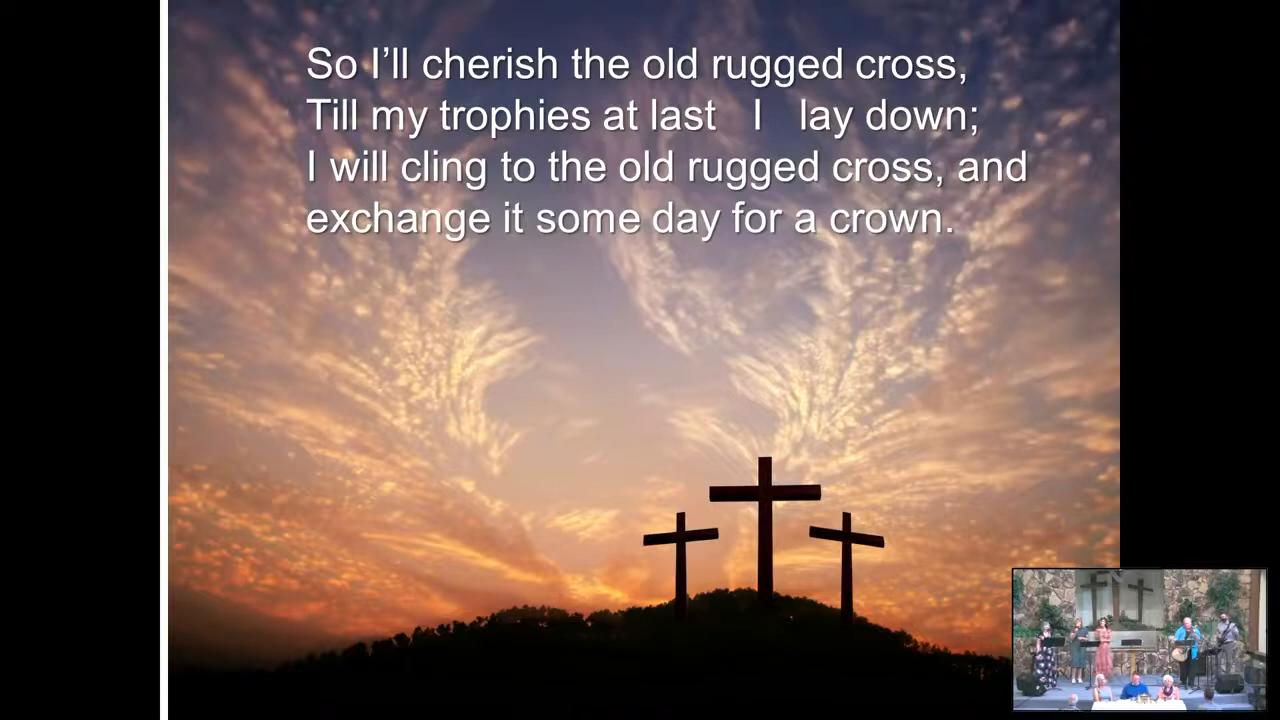 So I’ll cherish the old rugged cross,
Till my trophies at last I lay down;
I will cling to the old rugged cross, and
exchange it some day for a crown.